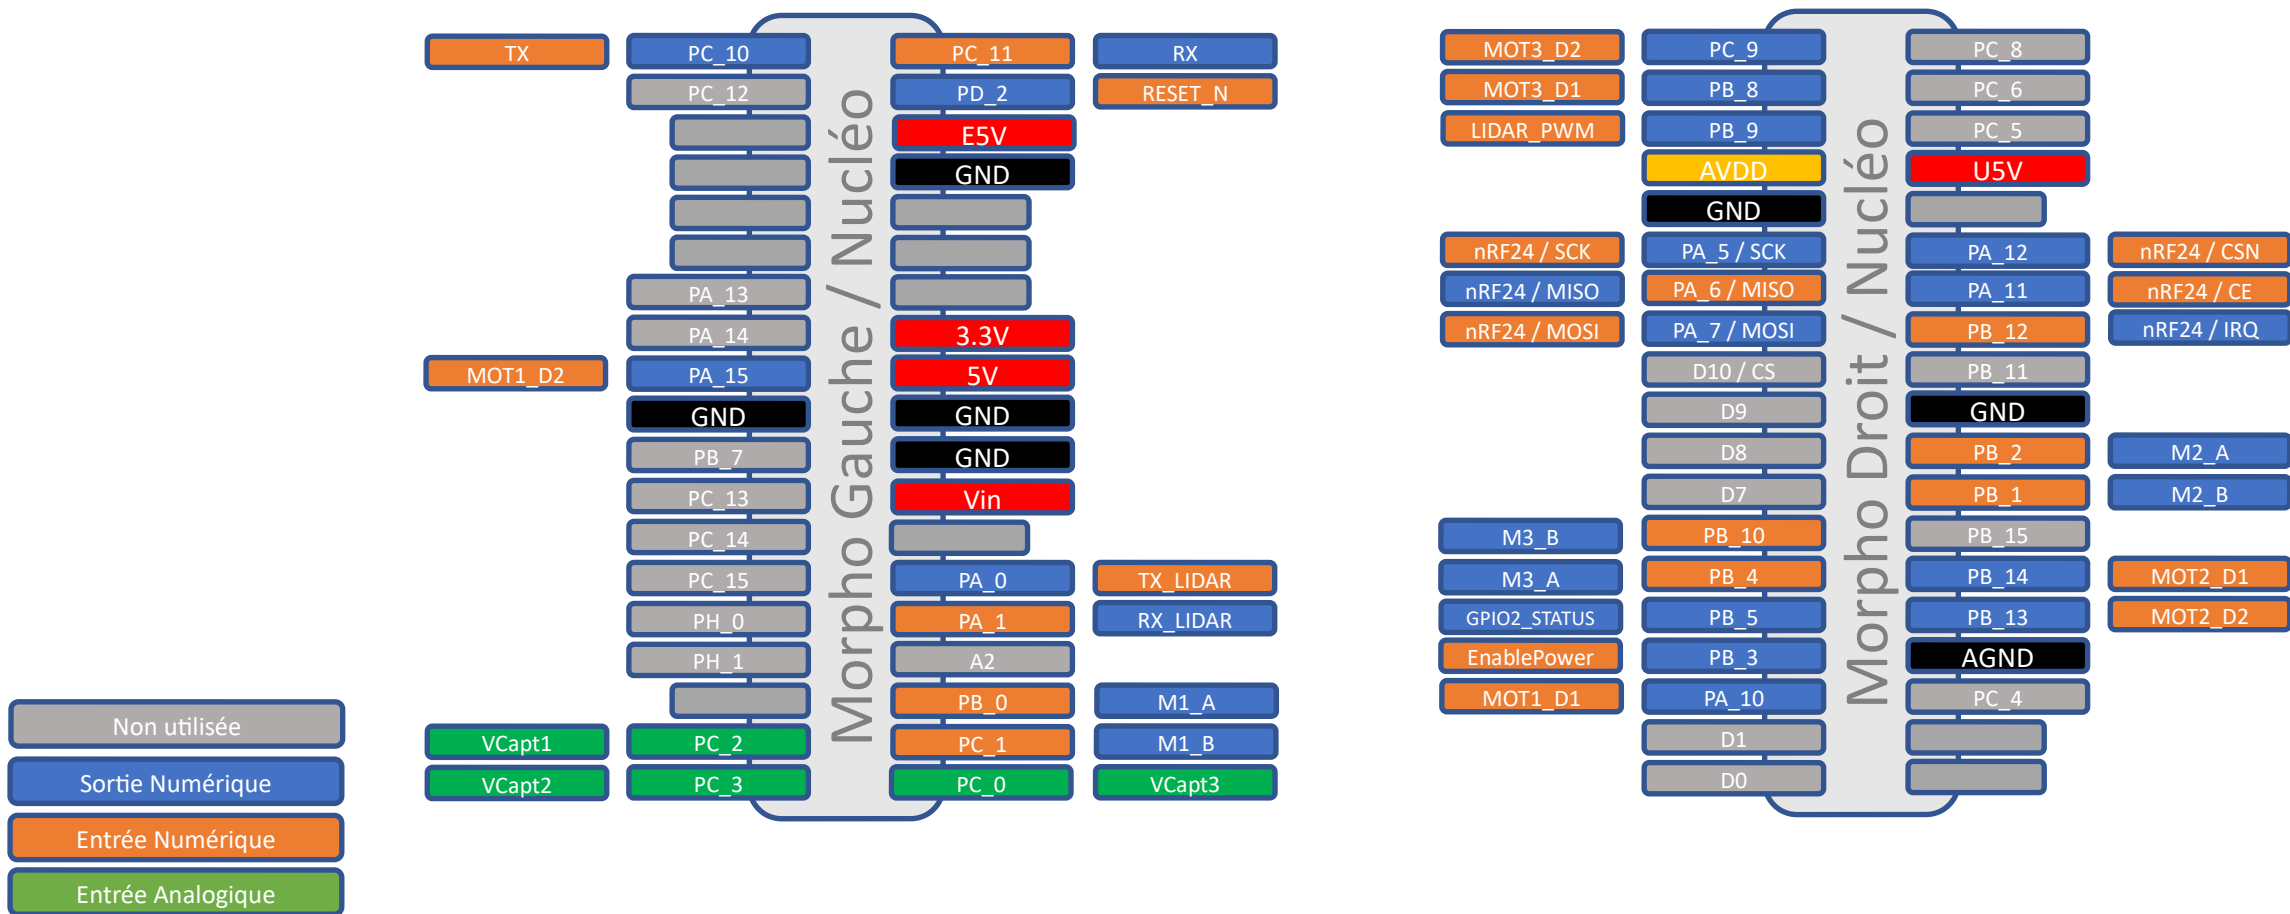 TX PC_10 PC_11 RX
PC_12 PD_2 RESET_N
E5V
GND
PA_13
PA_14 3.3V
MOT1_D2 PA_15 5V
GND GND
PB_7 GND
PC_13 Vin
PC_14
PC_15 PA_0 TX_LIDAR
PH_0 PA_1 RX_LIDAR
PH_1 A2
PB_0 M1_A
VCapt1 PC_2 PC_1 M1_B
VCapt2 PC_3 PC_0 VCapt3
Morpho Gauche / Nucléo
MOT3_D2 PC_9 PC_8
MOT3_D1 PB_8 PC_6
LIDAR_PWM PB_9 PC_5
AVDD U5V
GND
nRF24 / SCK PA_5 / SCK PA_12 nRF24 / CSN
nRF24 / MISO PA_6 / MISO PA_11 nRF24 / CE
nRF24 / MOSI PA_7 / MOSI PB_12 nRF24 / IRQ
D10 / CS PB_11
D9 GND
D8 PB_2 M2_A
D7 PB_1 M2_B
M3_B PB_10 PB_15
M3_A PB_4 PB_14 MOT2_D1
GPIO2_STATUS PB_5 PB_13 MOT2_D2
EnablePower PB_3 AGND
MOT1_D1 PA_10 PC_4
D1
D0
Morpho Droit / Nucléo
Non utilisée
Sortie Numérique
Entrée Numérique
Entrée Analogique